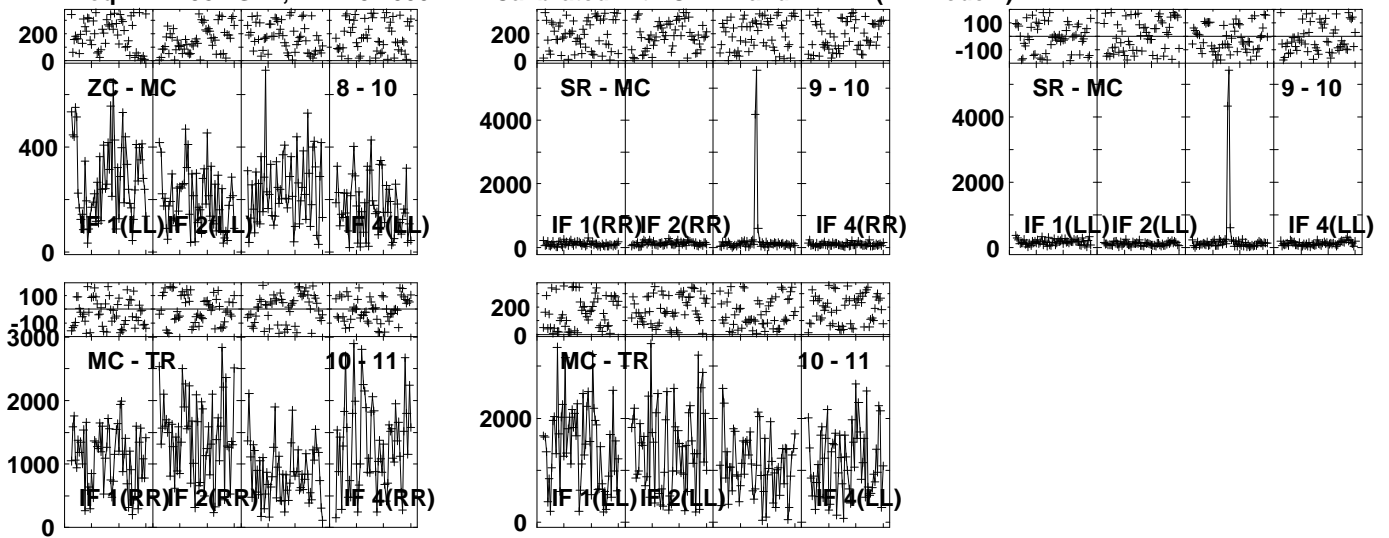 200
0
ZC - MC 8 - 10
400
0
IF 1(LL) IF 2(LL) IF 4(LL)
200
0
SR - MC 9 - 10
4000
2000
0
IF 1(RR) IF 2(RR) IF 4(RR)
100
-100
SR - MC 9 - 10
4000
2000
0
IF 1(LL) IF 2(LL) IF 4(LL)
100
-100
3000
MC - TR 10 - 11
2000
1000
0
IF 1(RR) IF 2(RR) IF 4(RR)
200
0
MC - TR 10 - 11
2000
0
IF 1(LL) IF 2(LL) IF 4(LL)